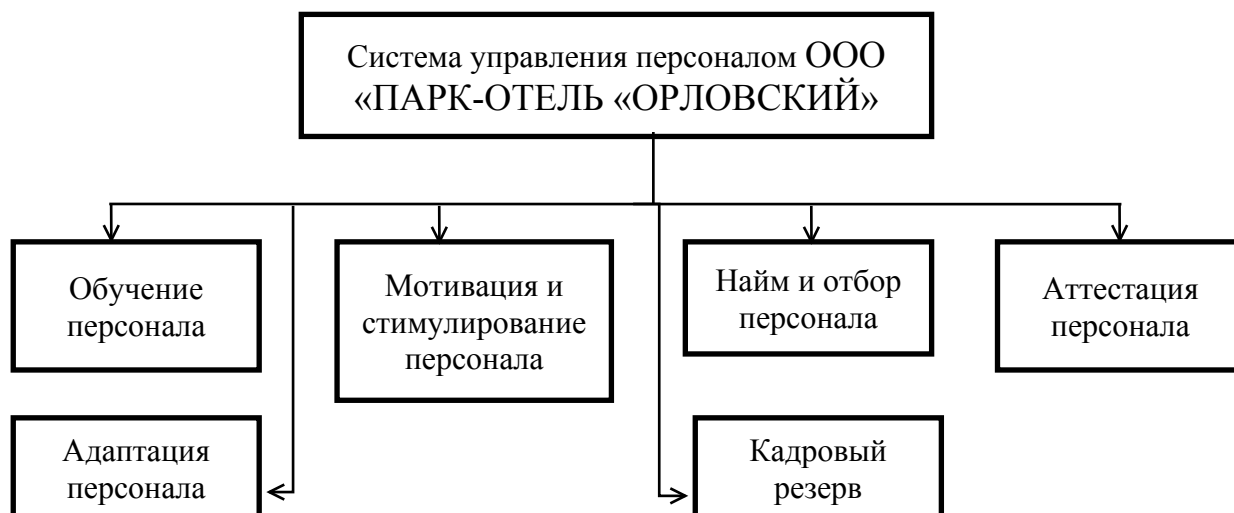 Система управления персоналом ООО
«ПАРК-ОТЕЛЬ «ОРЛОВСКИЙ»
Обучение
персонала
Мотивация и
стимулирование
персонала
Найм и отбор
персонала
Аттестация
персонала
Адаптация
персонала
Кадровый
резерв